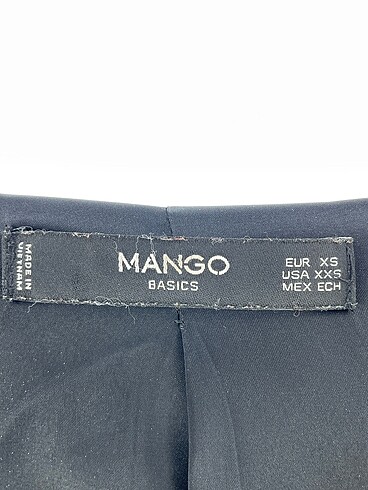 MADE IN
VIETNAM
MANGO
BASICS
EUR XS
USA XXS
MEX ECH